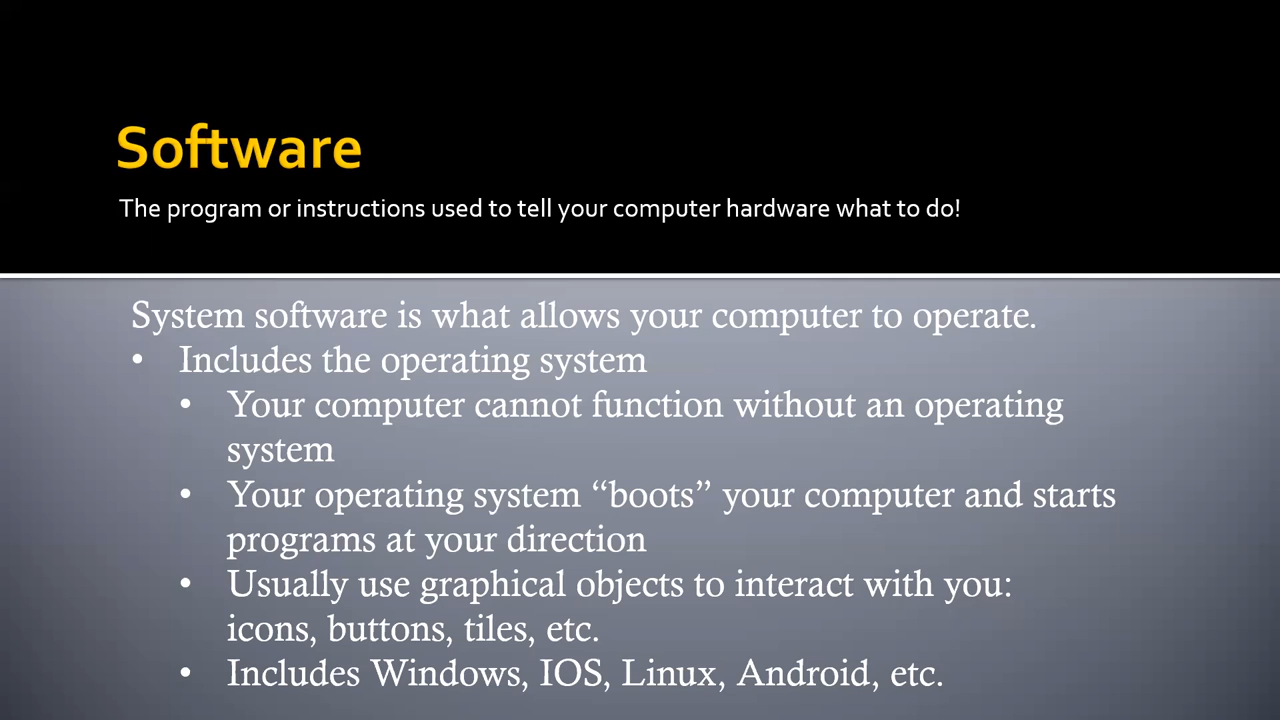 Software
The program or instructions used to tell your computer hardware what to do!
System software is what allows your computer to operate.
• Includes the operating system
• Your computer cannot function without an operating
system
• Your operating system “boots” your computer and starts
programs at your direction
• Usually use graphical objects to interact with you:
icons, buttons, tiles, etc.
• Includes Windows, IOS, Linux, Android, etc.